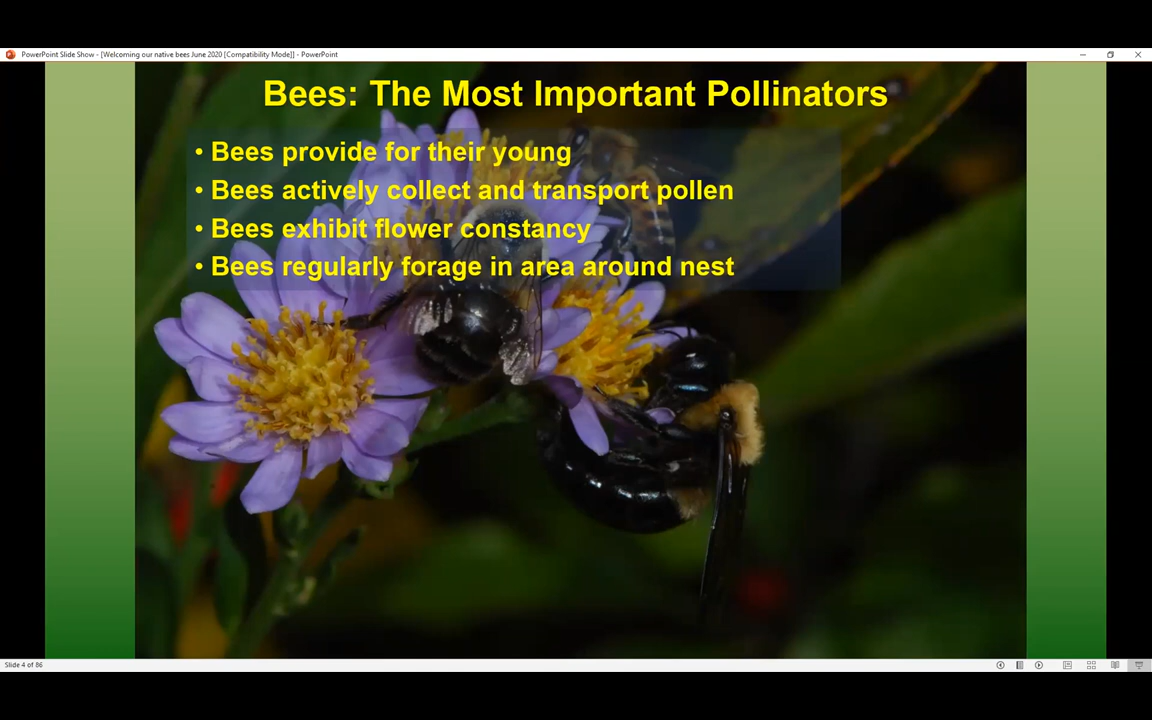 PowerPoint Slide Show - [Welcoming our native bees June 2020 [Compatibility Mode]] - PowerPoint
Bees: The Most Important Pollinators
• Bees provide for their young
• Bees actively collect and transport pollen
• Bees exhibit flower constancy
• Bees regularly forage in area around nest
Slide 4 of 86